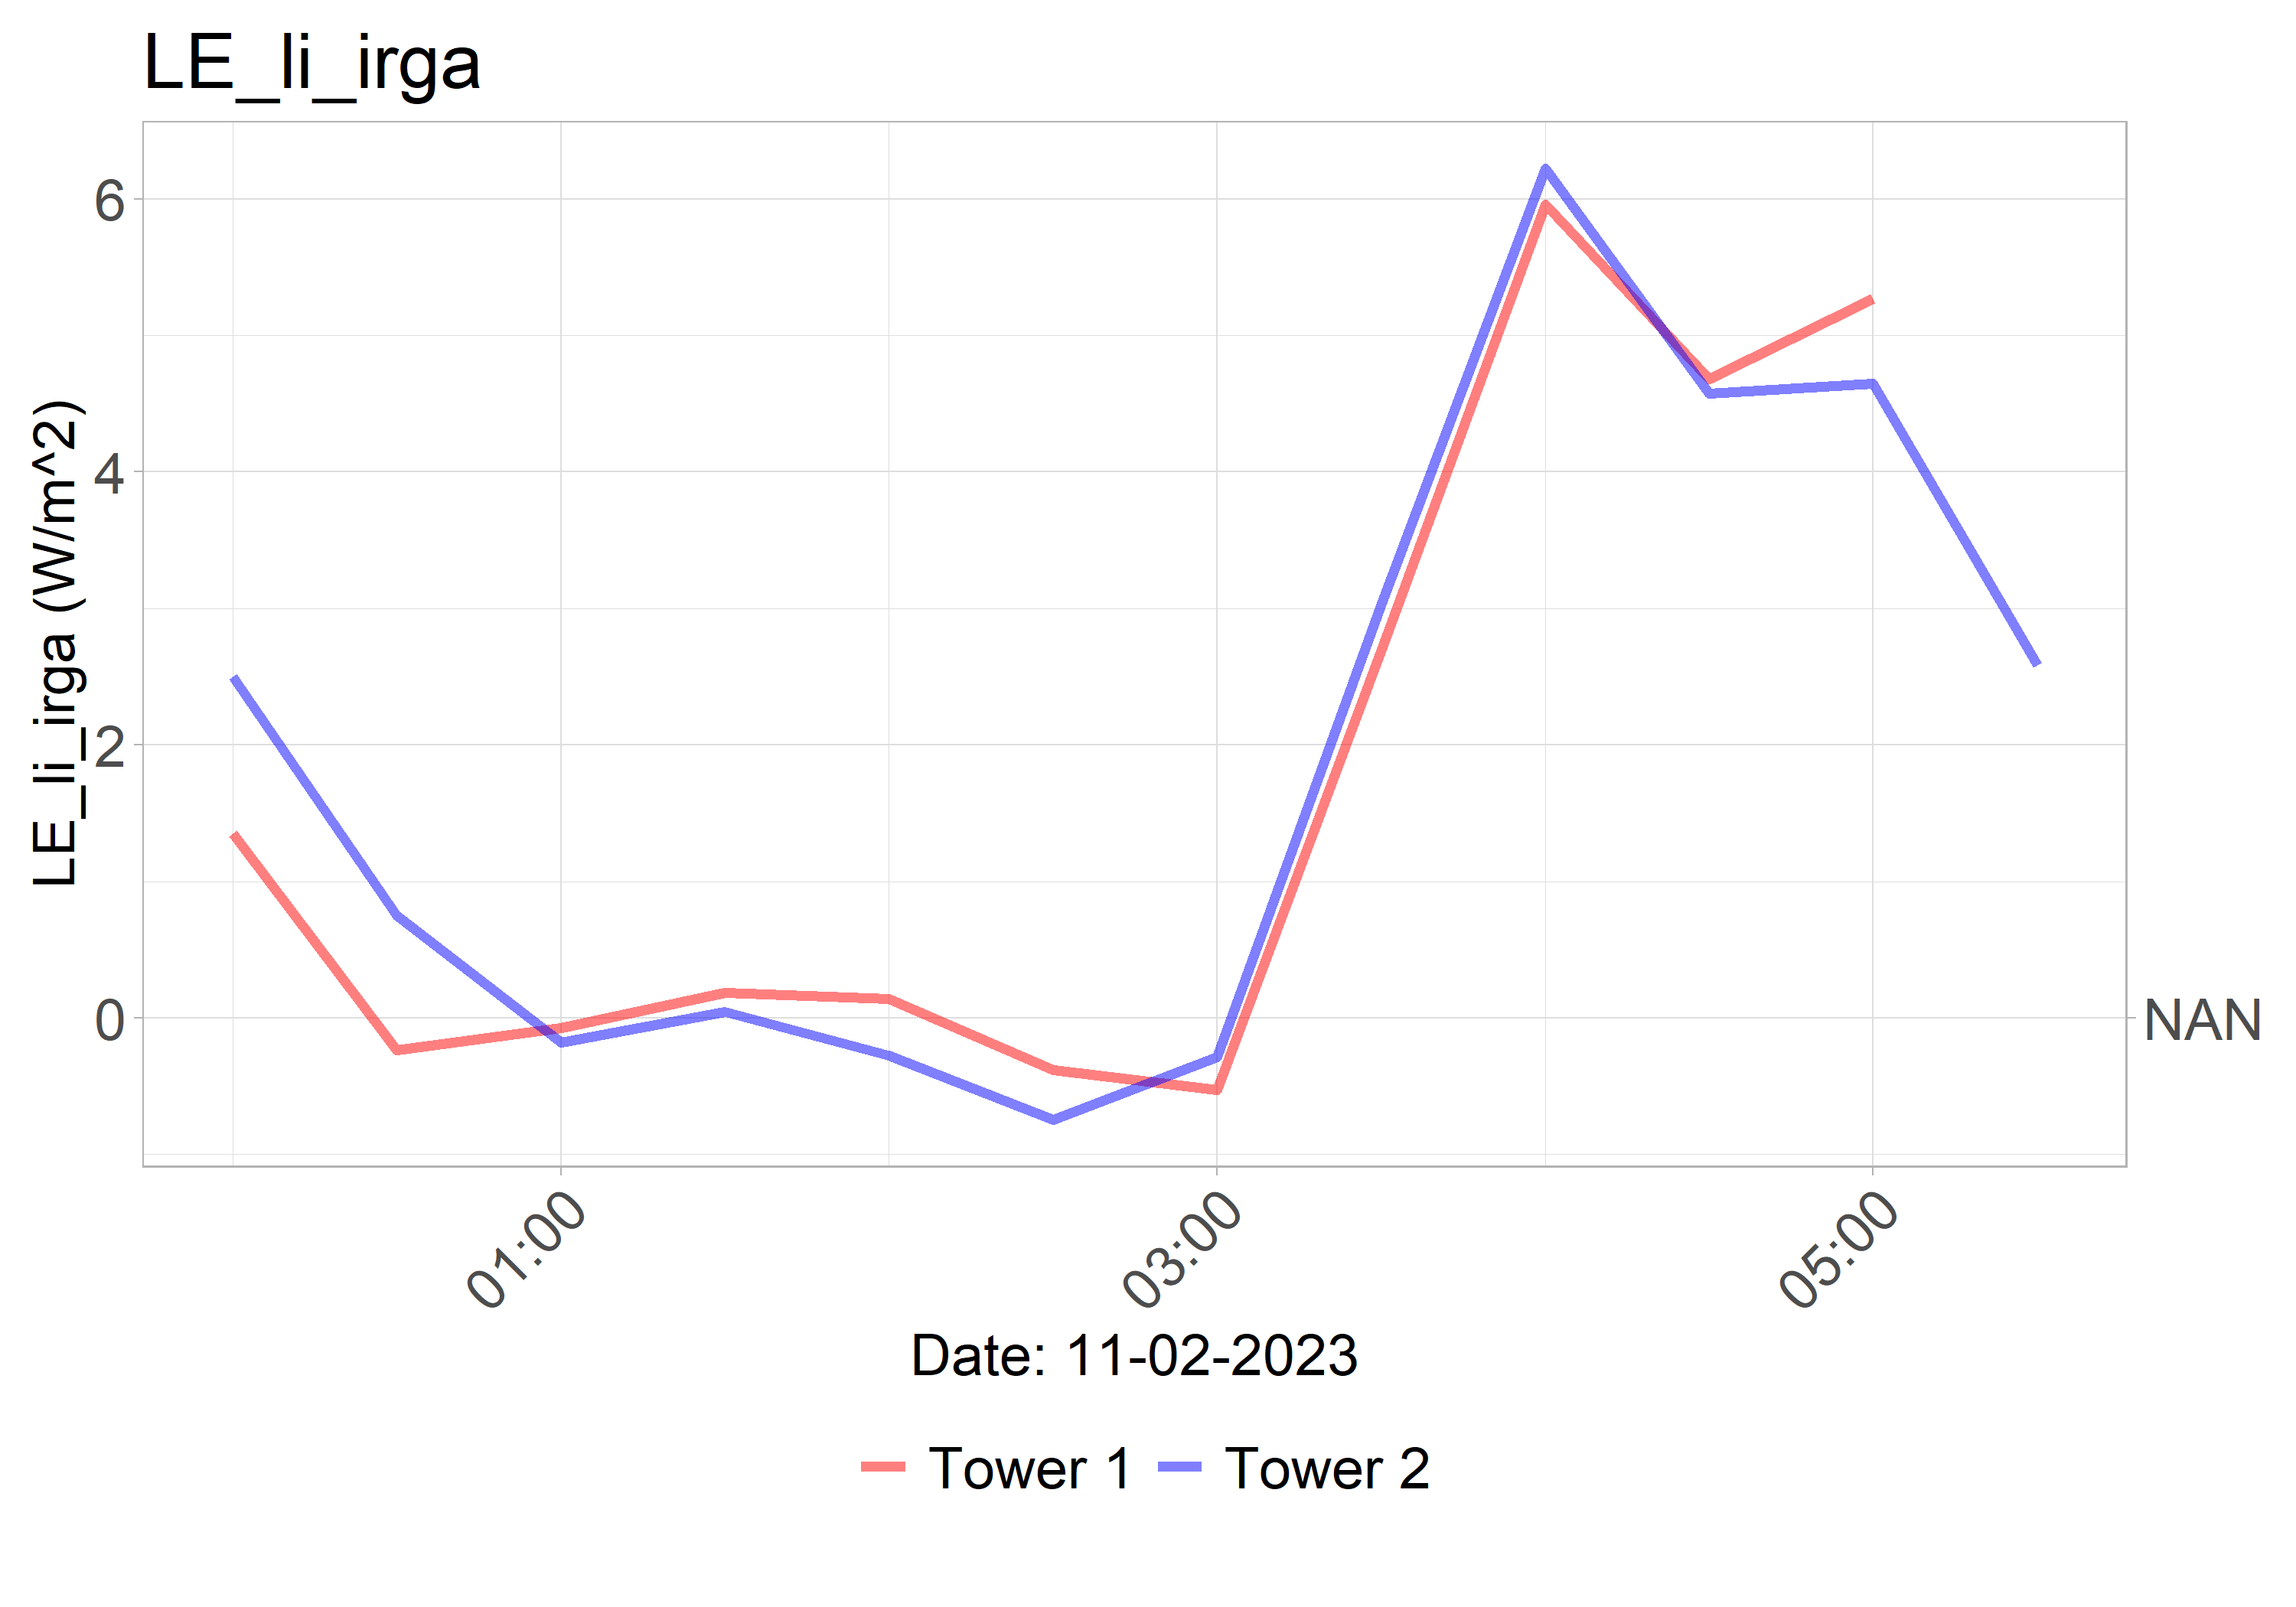 LE_li_irga
LE_li_irga (W/m^2)
6
4
2
0
NAN
01:00
03:00
05:00
Date: 11-02-2023
Tower 1
Tower 2